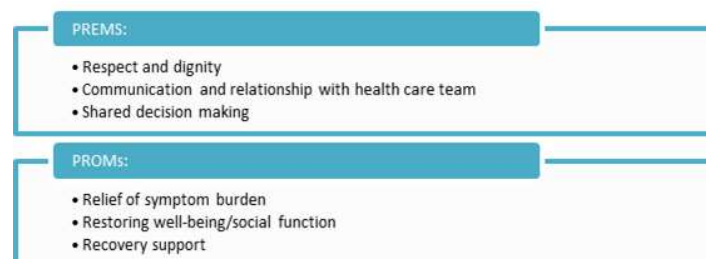 PREMS:
• Respect and dignity
• Communication and relationship with health care team
• Shared decision making
PROMs:
• Relief of symptom burden
• Restoring well-being/social function
• Recovery support